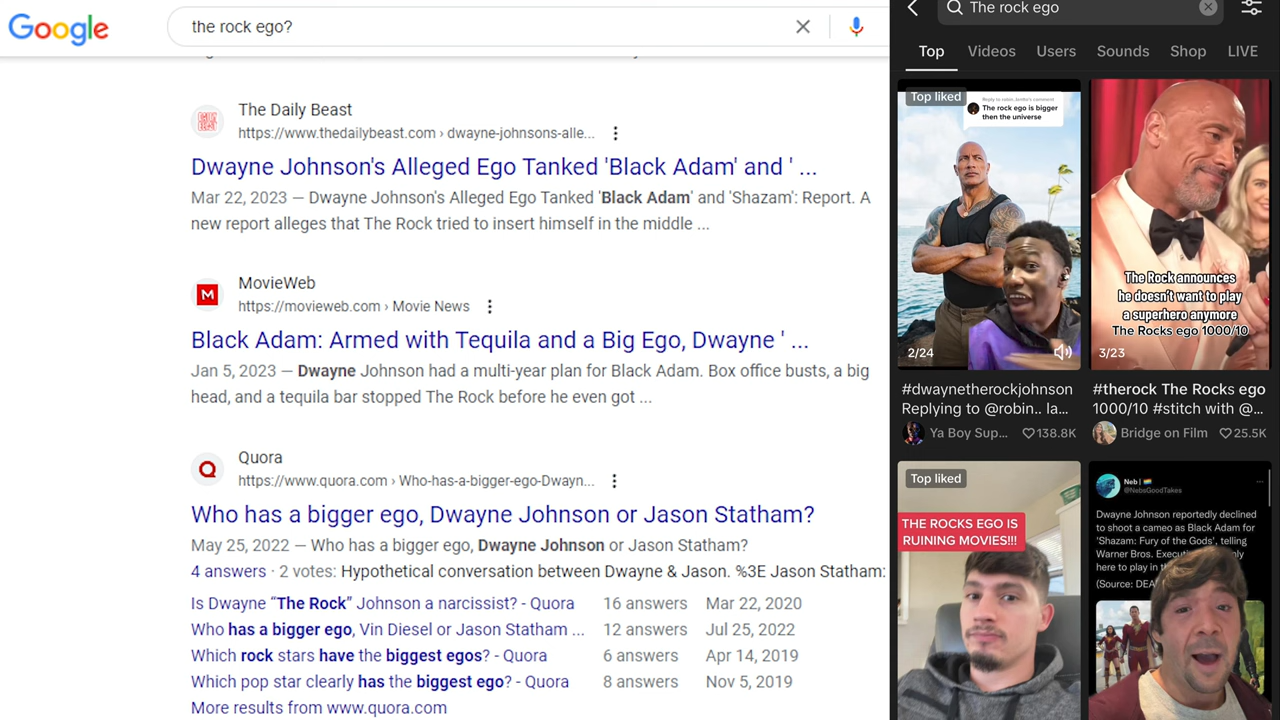 Google
the rock ego?
The Daily Beast
https://www.thedailybeast.com › dwayne-johnsons-alle...
Dwayne Johnson's Alleged Ego Tanked 'Black Adam' and ' ...
Mar 22, 2023 — Dwayne Johnson's Alleged Ego Tanked 'Black Adam' and 'Shazam': Report. A
new report alleges that The Rock tried to insert himself in the middle ...
M
MovieWeb
https://movieweb.com › Movie News
Black Adam: Armed with Tequila and a Big Ego, Dwayne ' ...
Jan 5, 2023 — Dwayne Johnson had a multi-year plan for Black Adam. Box office busts, a big
head, and a tequila bar stopped The Rock before he even got ...
Q
Quora
https://www.quora.com › Who-has-a-bigger-ego-Dwayn...
Who has a bigger ego, Dwayne Johnson or Jason Statham?
May 25, 2022 — Who has a bigger ego, Dwayne Johnson or Jason Statham?
4 answers · 2 votes: Hypothetical conversation between Dwayne & Jason. %3E Jason Statham:
Is Dwayne “The Rock” Johnson a narcissist? - Quora 16 answers Mar 22, 2020
Who has a bigger ego, Vin Diesel or Jason Statham ... 12 answers Jul 25, 2022
Which rock stars have the biggest egos? - Quora 6 answers Apr 14, 2019
Which pop star clearly has the biggest ego? - Quora 8 answers Nov 5, 2019
More results from www.quora.com
The rock ego
Top Videos Users Sounds Shop LIVE
Top liked
The rock ego is bigger
then the universe
2/24
The Rock announces
he doesn't want to play
a superhero anymore
The Rocks ego 1000/10
3/23
#dwaynetherockjohnson
Replying to @robin.. la...
Ya Boy Sup... 138.8K
#therock The Rocks ego
1000/10 #stitch with @...
Bridge on Film 25.5K
Top liked
THE ROCKS EGO IS
RUINING MOVIES!!!
Neb |
@NebsGoodTakes
Dwayne Johnson reportedly declined
to shoot a cameo as Black Adam for
'Shazam: Fury of the Gods', telling
Warner Bros.
here to play in
(Source: